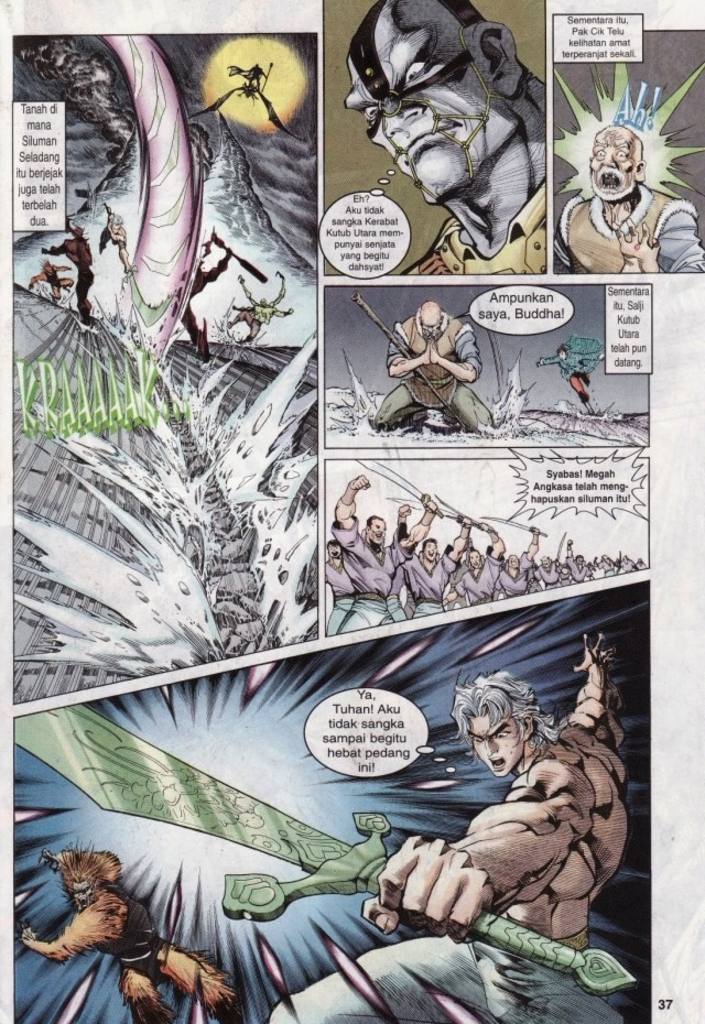 Tanah di
mana
Siluman
Seladang
itu berjejak
juga telah
terbelah
dua.
KRAAAAAK...
Eh?
Aku tidak
sangka Kerabat
Kutub Utara mem-
punyai senjata
yang begitu
dahsyat!
Sementara itu,
Pak Cik Telu
kelihatan amat
terperanjat sekali.
Ah!
Ampunkan
saya, Buddha!
Sementara
itu, Salji
Kutub
Utara
telah pun
datang.
Syabas! Megah
Angkasa telah meng-
hapuskan siluman itu!
Ya,
Tuhan! Aku
tidak sangka
sampai begitu
hebat pedang
ini!
37